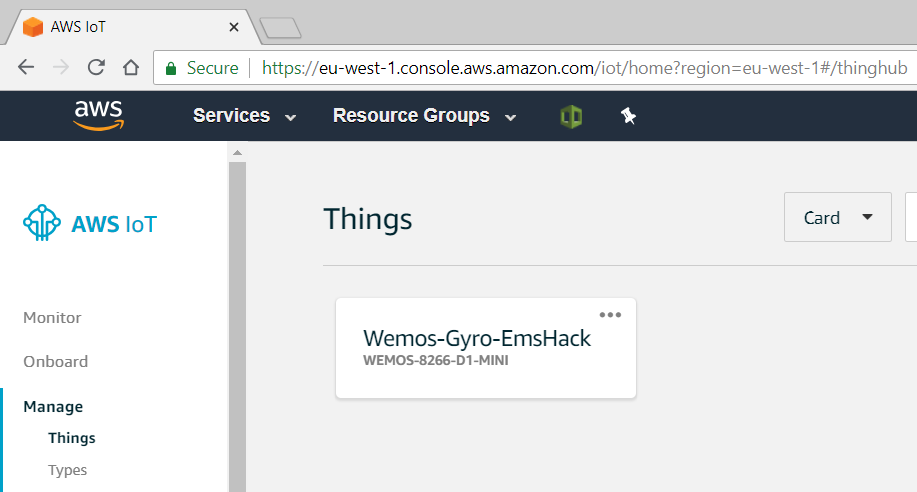 AWS IoT
Secure https://eu-west-1.console.aws.amazon.com/iot/home?region=eu-west-1#/thinghub
aws Services Resource Groups
AWS IoT
Things
Card
Monitor
Wemos-Gyro-EmsHack
WEMOS-8266-D1-MINI
Onboard
Manage
Things
Types